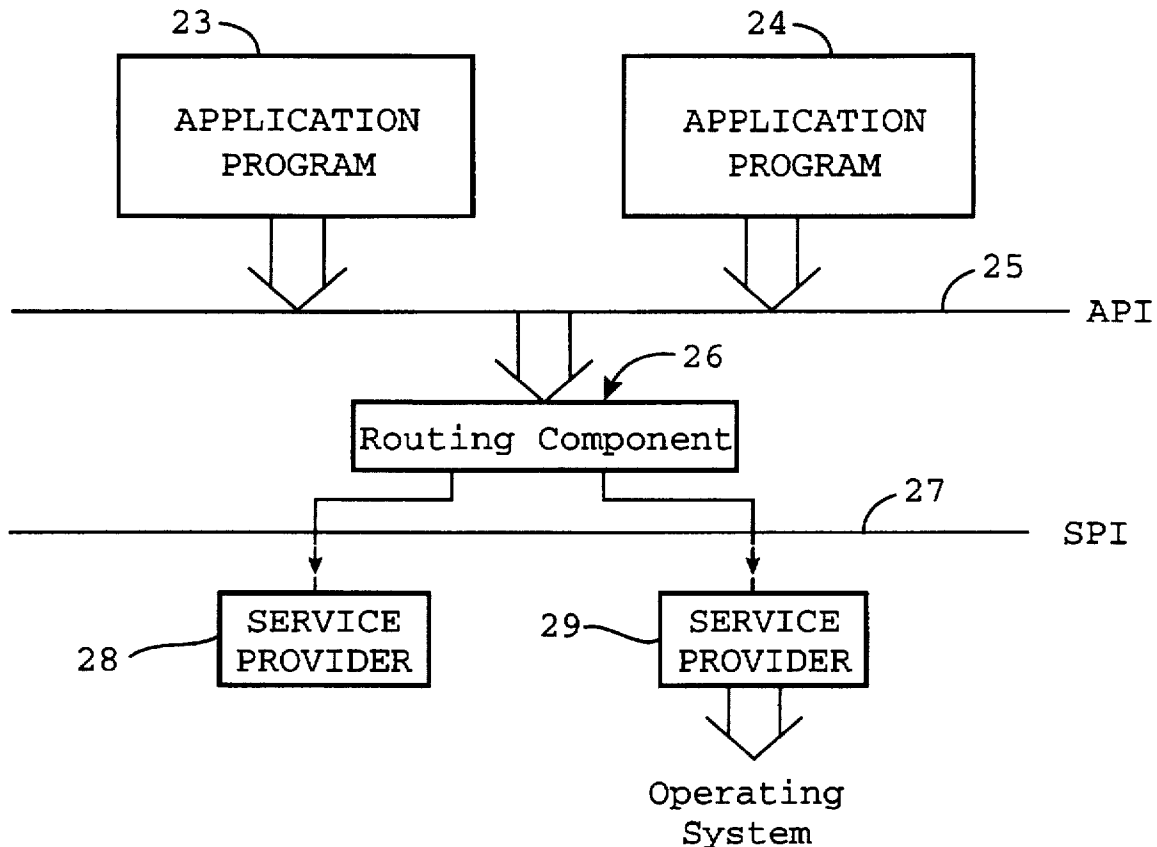 23
24
APPLICATION
PROGRAM
APPLICATION
PROGRAM
25
API
26
Routing Component
27
SPI
28
SERVICE
PROVIDER
29
SERVICE
PROVIDER
Operating
System